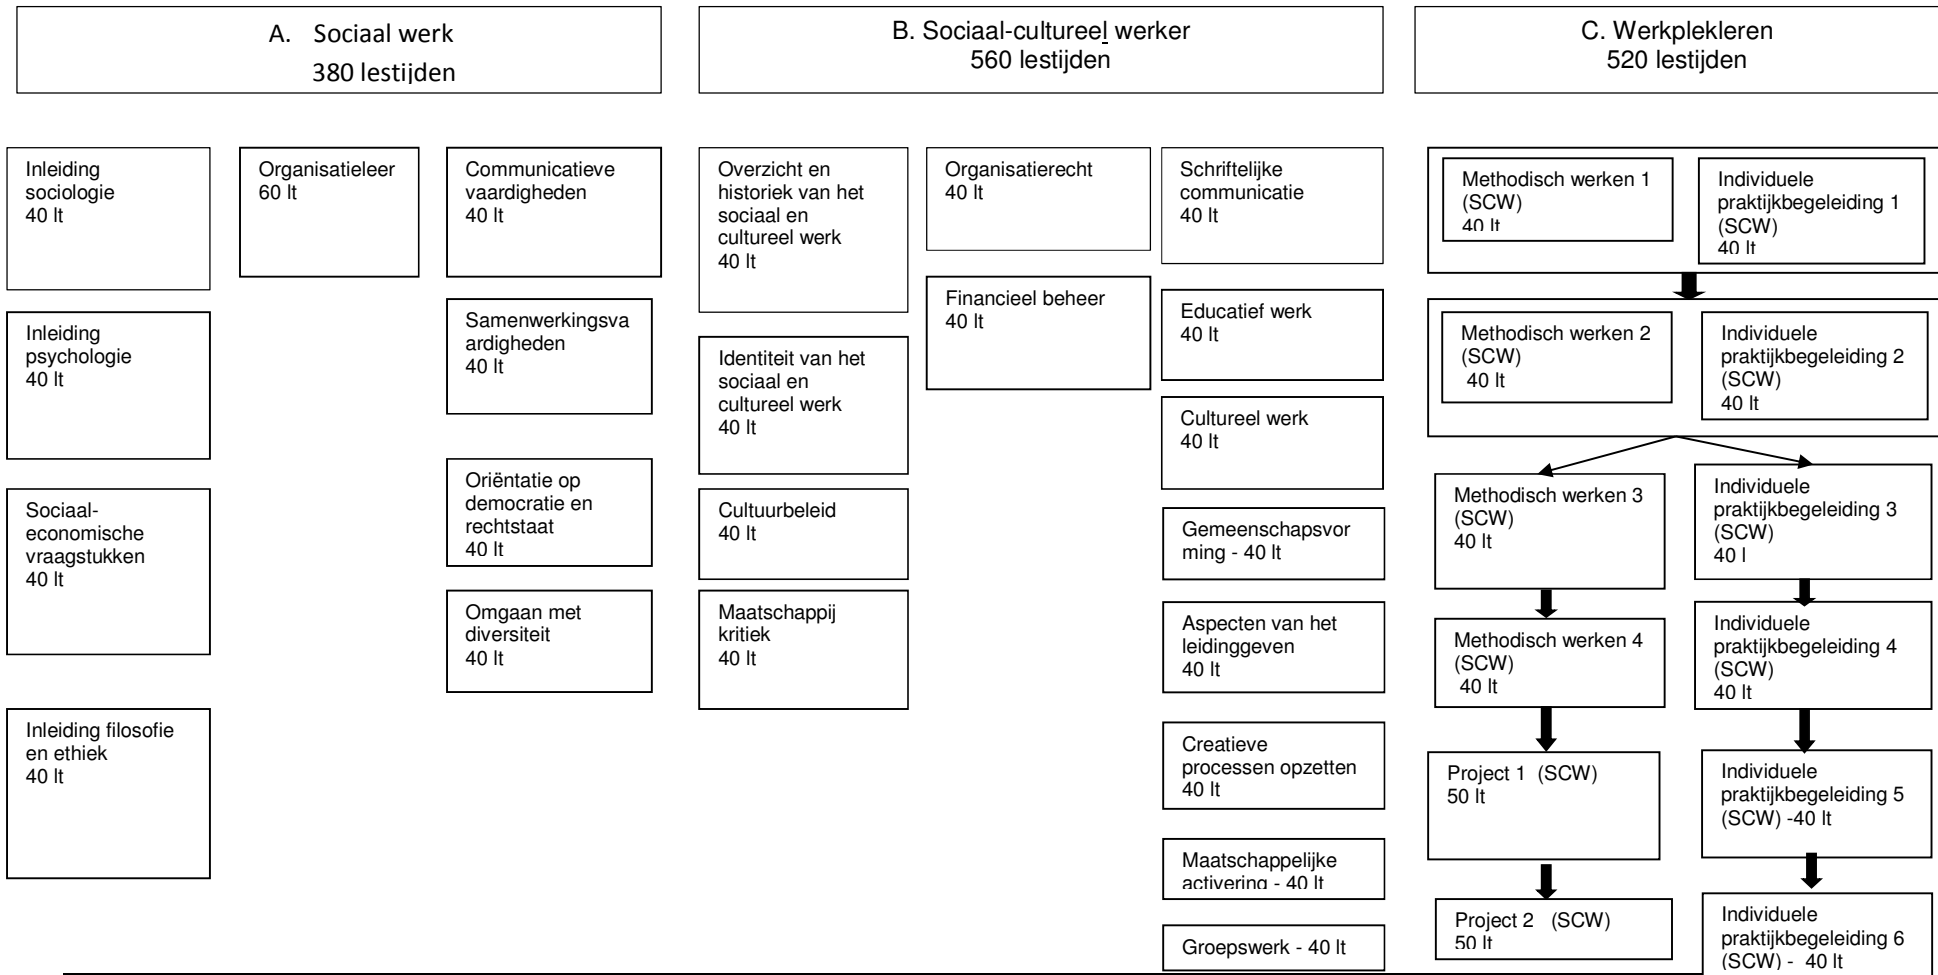 A. Sociaal werk
380 lestijden
B. Sociaal-cultureel werker
560 lestijden
C. Werkplekleren
520 lestijden
Inleiding
sociologie
40 lt
Inleiding
psychologie
40 lt
Sociaal-
economische
vraagstukken
40 lt
Inleiding filosofie
en ethiek
40 lt
Organisatieleer
60 lt
Communicatieve
vaardigheden
40 lt
Samenwerkingsva
ardigheden
40 lt
Oriëntatie op
democratie en
rechtstaat
40 lt
Omgaan met
diversiteit
40 lt
Overzicht en
historiek van het
sociaal en
cultureel werk
40 lt
Identiteit van het
sociaal en
cultureel werk
40 lt
Cultuurbeleid
40 lt
Maatschappij
kritiek
40 lt
Organisatierecht
40 lt
Financieel beheer
40 lt
Schriftelijke
communicatie
40 lt
Educatief werk
40 lt
Cultureel werk
40 lt
Gemeenschapsvor
ming - 40 lt
Aspecten van het
leidinggeven
40 lt
Creatieve
processen opzetten
40 lt
Maatschappelijke
activering - 40 lt
Groepswerk - 40 lt
Methodisch werken 1
(SCW)
40 lt
Individuele
praktijkbegeleiding 1
(SCW)
40 lt
Methodisch werken 2
(SCW)
40 lt
Individuele
praktijkbegeleiding 2
(SCW)
40 lt
Methodisch werken 3
(SCW)
40 lt
Individuele
praktijkbegeleiding 3
(SCW)
40 l
Methodisch werken 4
(SCW)
40 lt
Individuele
praktijkbegeleiding 4
(SCW)
40 lt
Project 1 (SCW)
50 lt
Individuele
praktijkbegeleiding 5
(SCW) -40 lt
Project 2 (SCW)
50 lt
Individuele
praktijkbegeleiding 6
(SCW) - 40 lt